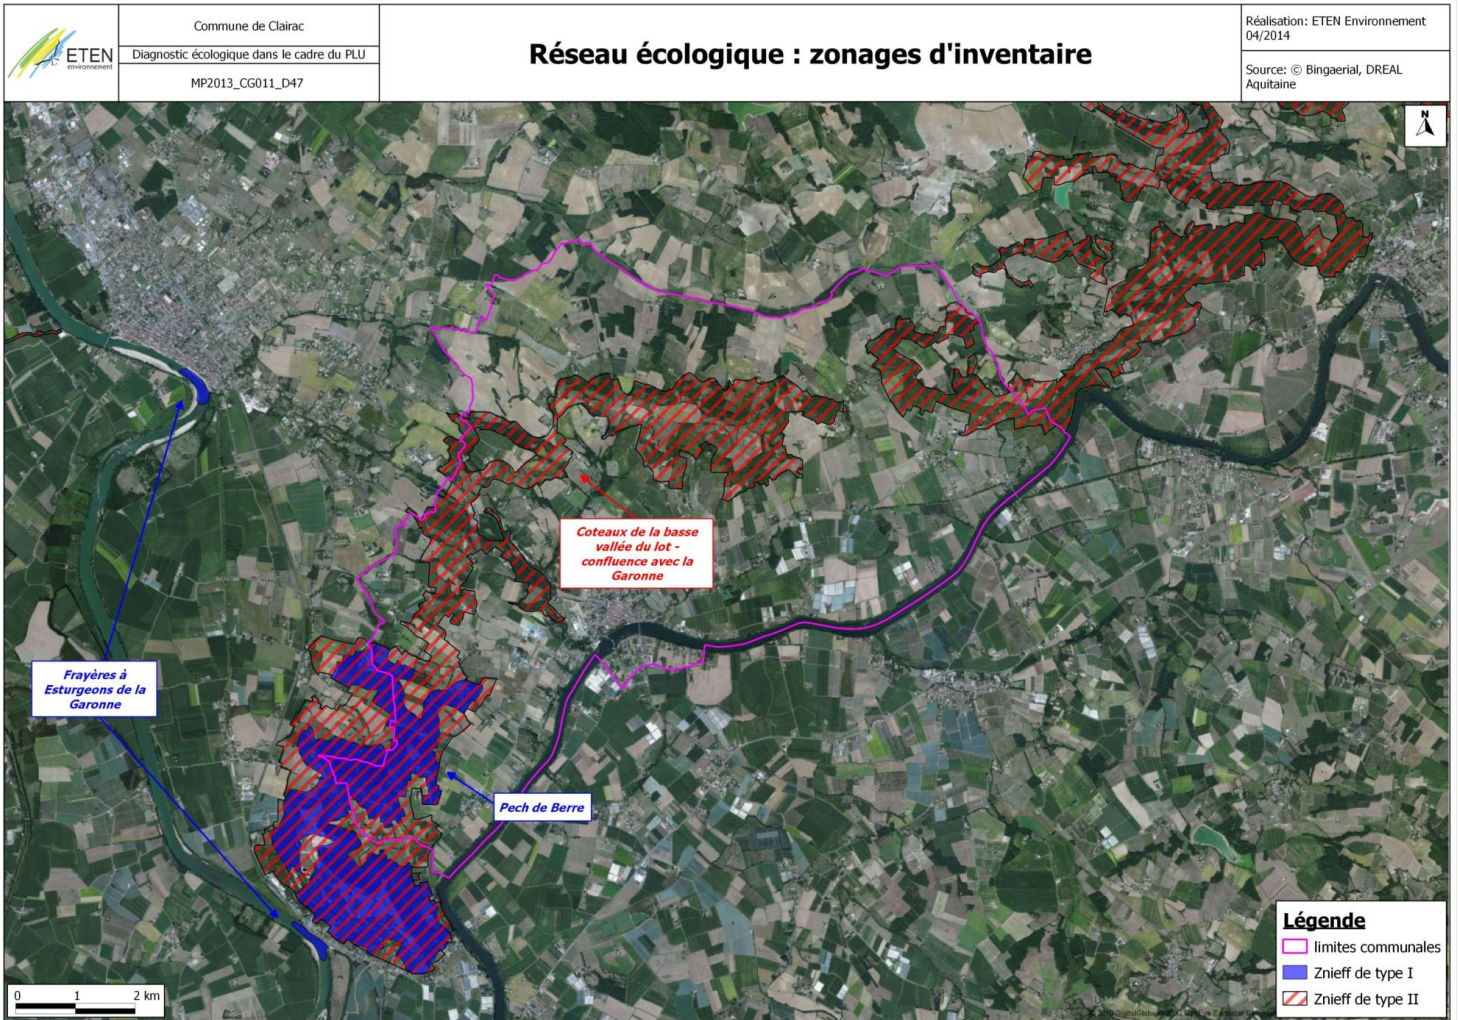 ETEN
environnement
Commune de Clairac
Diagnostic écologique dans le cadre du PLU
MP2013_CG011_D47
Réseau écologique : zonages d'inventaire
Réalisation: ETEN Environnement
04/2014
Source: © Bingaerial, DREAL
Aquitaine
N
Coteaux de la basse
vallée du lot -
confluence avec la
Garonne
Frayères à
Esturgeons de la
Garonne
Pech de Berre
Légende
limites communales
Znieff de type I
Znieff de type II
0 1 2 km